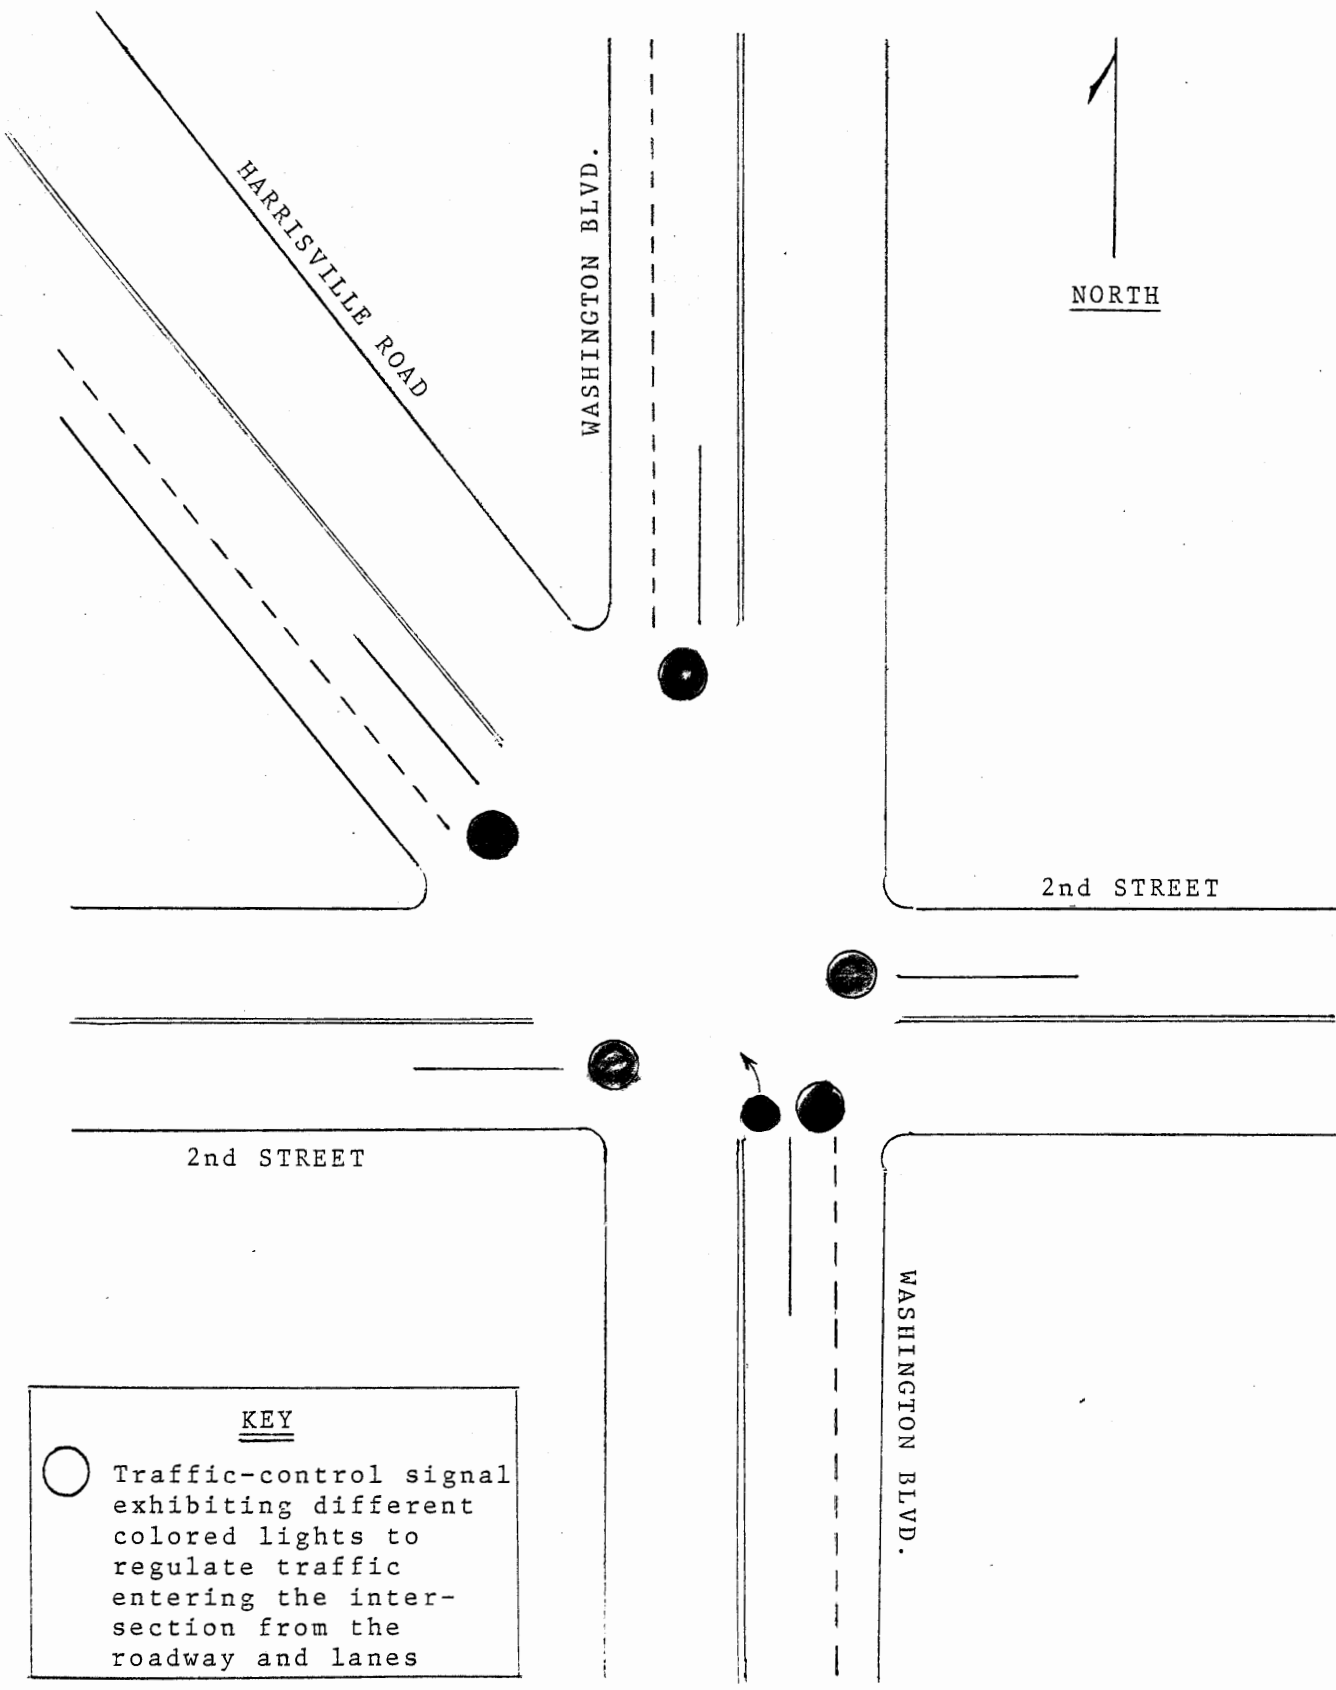 HARRISVILLE ROAD
WASHINGTON BLVD.
NORTH
2nd STREET
2nd STREET
WASHINGTON BLVD.
KEY
Traffic-control signal
exhibiting different
colored lights to
regulate traffic
entering the inter-
section from the
roadway and lanes